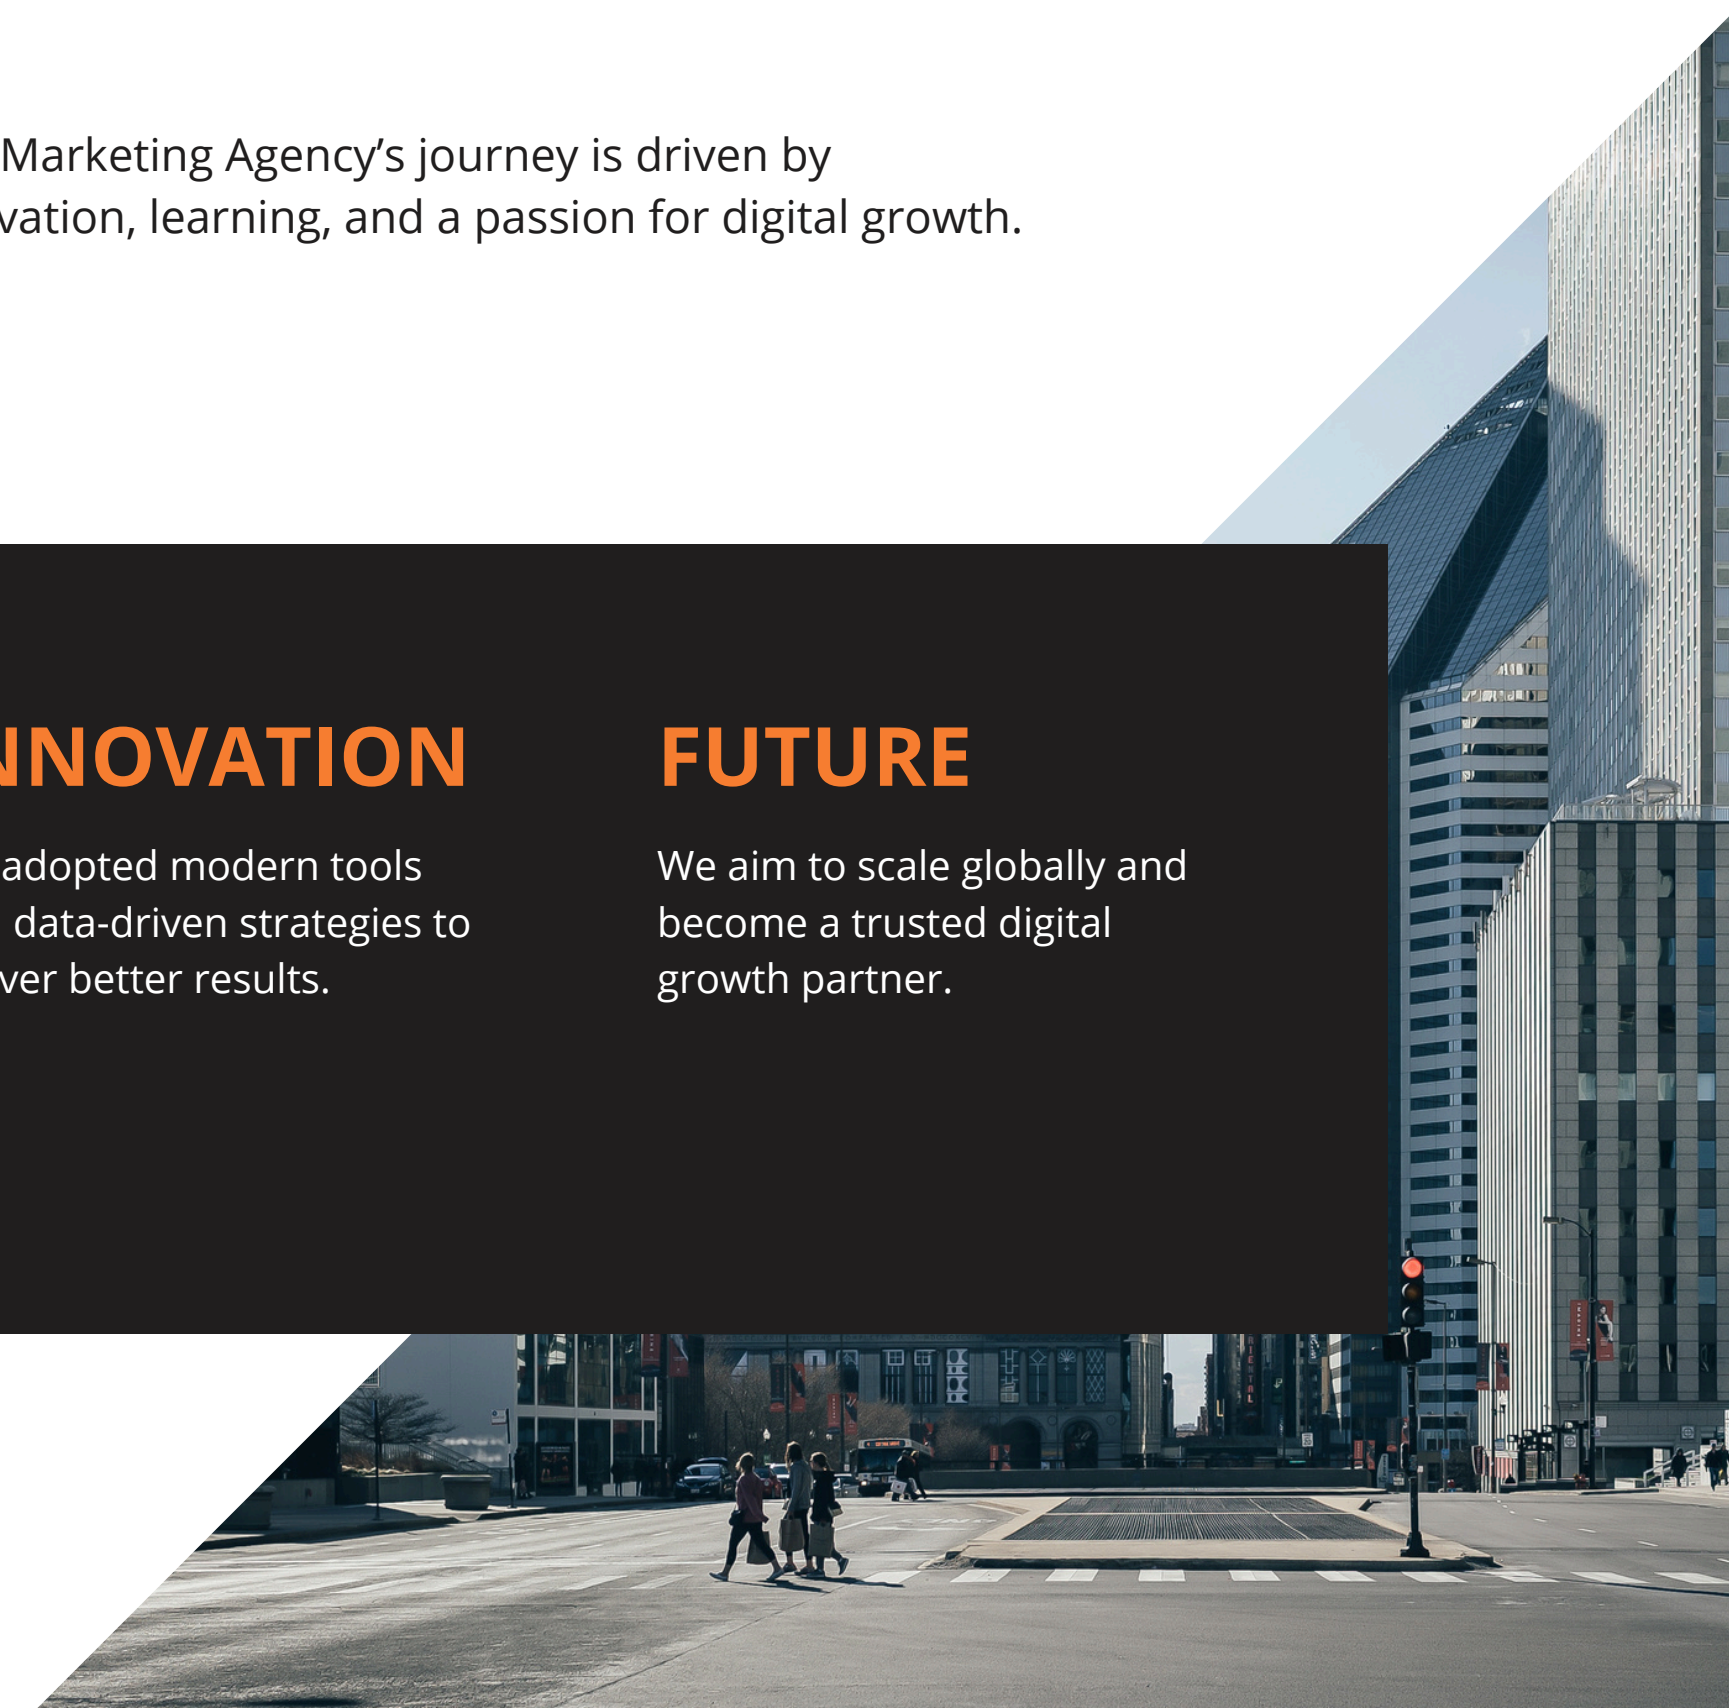 Marketing Agency’s journey is driven by
vation, learning, and a passion for digital growth.
NNOVATION
adopted modern tools
data-driven strategies to
ver better results.
FUTURE
We aim to scale globally and
become a trusted digital
growth partner.